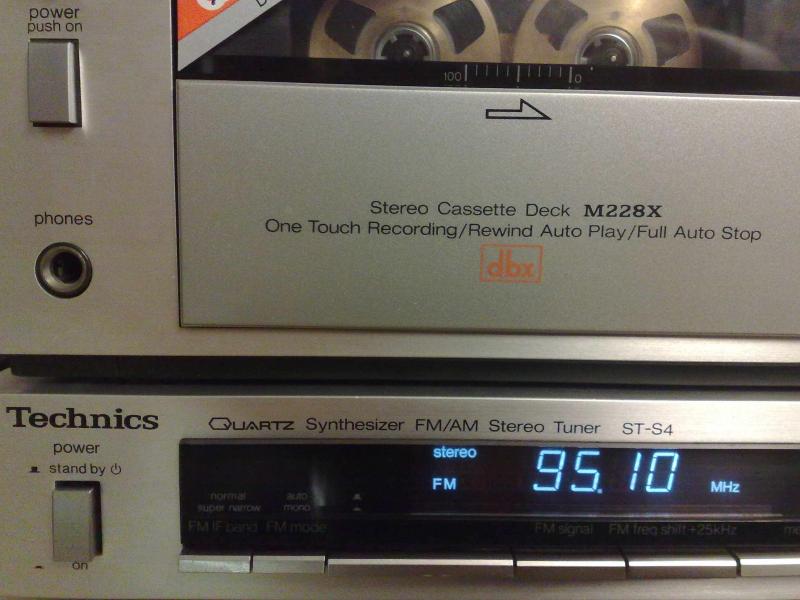 power
push on
100 0
phones
Stereo Cassette Deck M228X
One Touch Recording/Rewind Auto Play/Full Auto Stop
dbx
Technics
QUARTZ Synthesizer FM/AM Stereo Tuner ST-S4
power
stand by
on
stereo
FM 95.10 MHz
normal auto
super narrow mono
FM IF band FM mode FM signal FM freq shift+25kHz